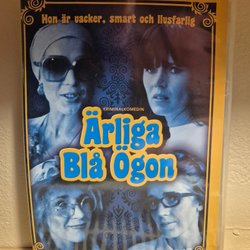 Hon är vacker, smart och livsfarlig
KRIMINALKOMEDIN
Ärliga
Blå Ögon